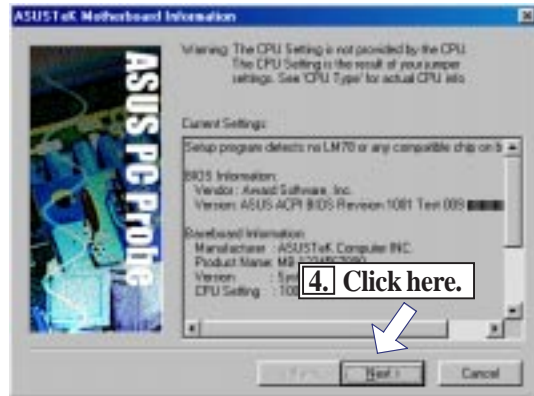 ASUSTeK Motherboard Information
ASUS PC Probe
Warning: The CPU Setting is not provided by the CPU.
The CPU Setting is the result of your jumper
settings. See 'CPU Type' for actual CPU info
Current Settings:
Setup program detects no LM78 or any compatible chip on b
BIOS Information:
Vendor : Award Software, Inc.
Version: ASUS ACPI BIOS Revision 1001 Test 009
Baseboard Information
Manufacturer : ASUSTeK Computer INC.
Product Name:
Version :
CPU Setting :
4. Click here.
Next >
Cancel